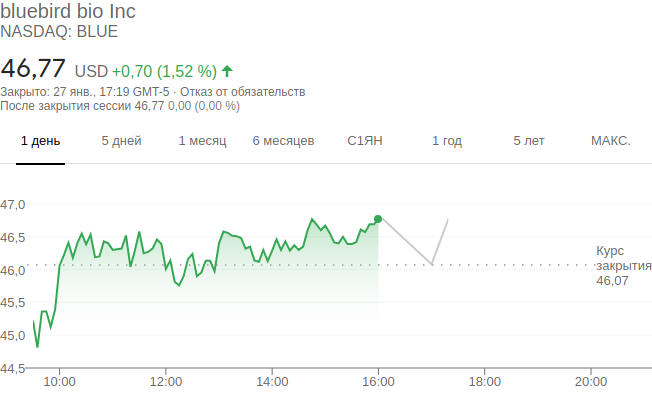 bluebird bio Inc
NASDAQ: BLUE
46,77 USD +0,70 (1,52 %)
Закрыто: 27 янв., 17:19 GMT-5 · Отказ от обязательств
После закрытия сессии 46,77 0,00 (0,00 %)
1 день 5 дней 1 месяц 6 месяцев С1ЯН 1 год 5 лет МАКС.
47,0
46,5
46,0
45,5
45,0
44,5
Курс
закрытия
46,07
10:00 12:00 14:00 16:00 18:00 20:00